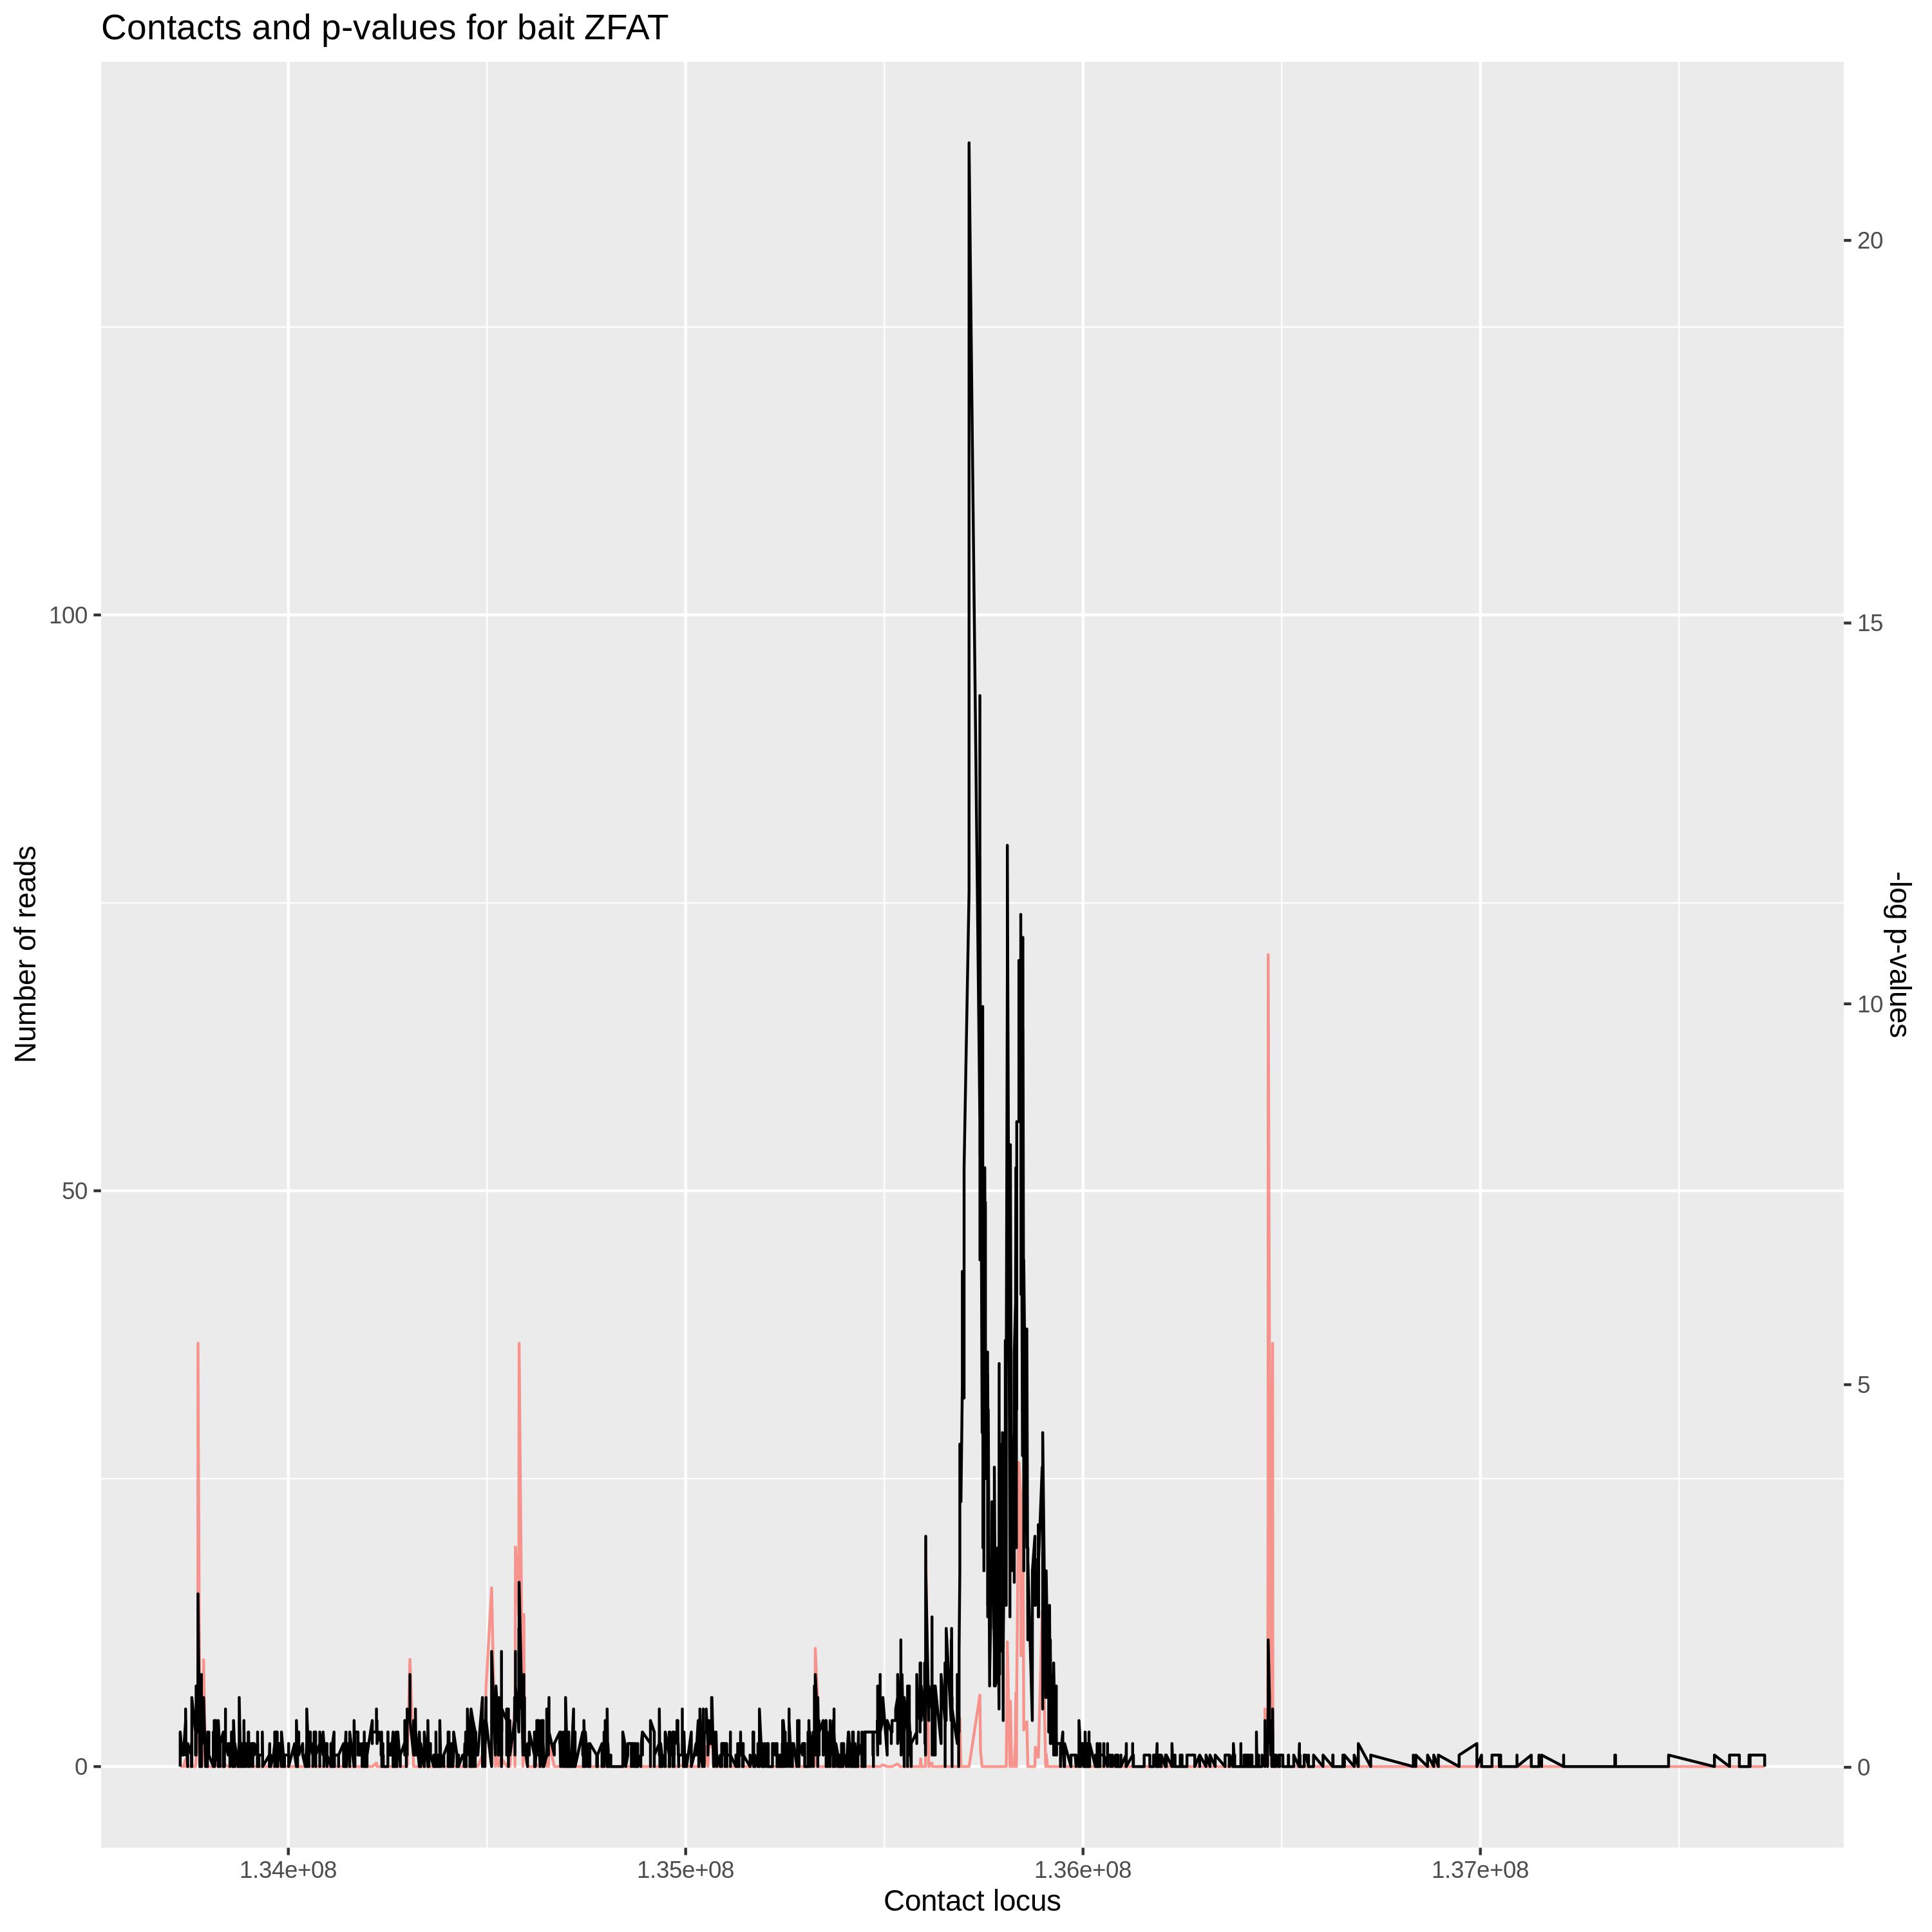 Contacts and p-values for bait ZFAT
Number of reads
100
50
0
20
15
10
5
0
-log p-values
1.34e+08
1.35e+08
1.36e+08
1.37e+08
Contact locus